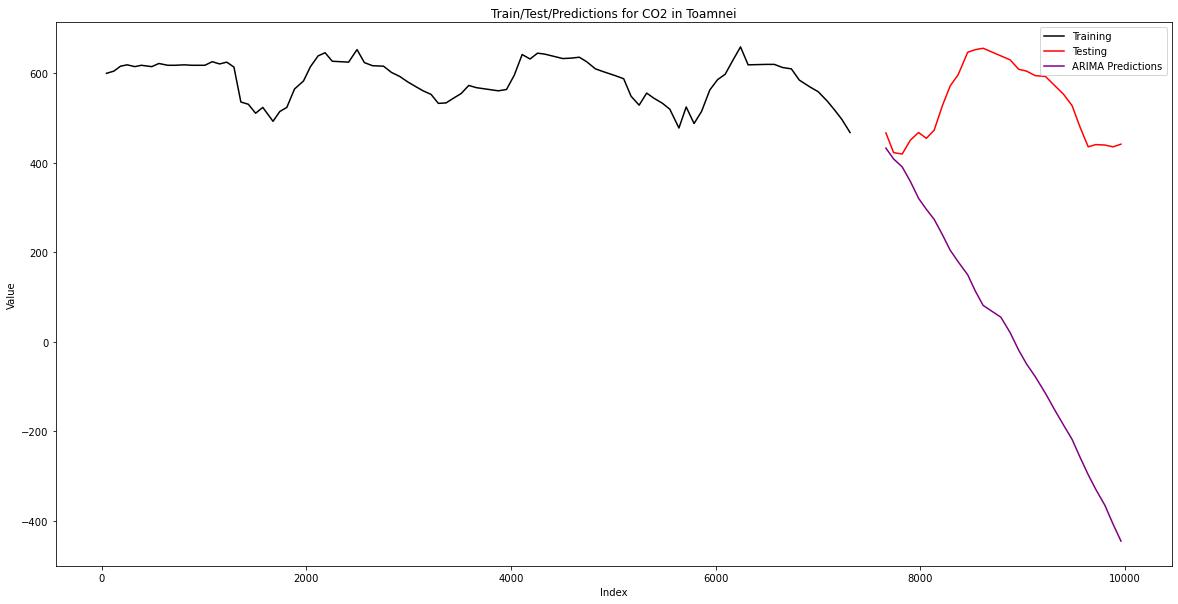 Train/Test/Predictions for CO2 in Toamnei
Training
Testing
ARIMA Predictions
Value
600
400
200
0
−200
−400
0
2000
4000
6000
8000
10000
Index